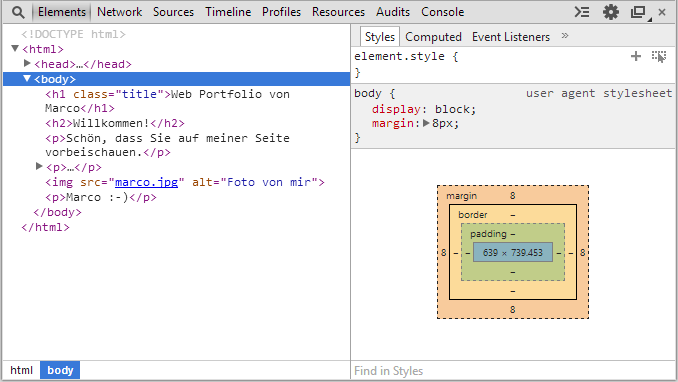 Elements Network Sources Timeline Profiles Resources Audits Console
<!DOCTYPE html>
<html>
<head>…</head>
<body>
<h1 class="title">Web Portfolio von
Marco</h1>
<h2>Willkommen!</h2>
<p>Schön, dass Sie auf meiner Seite
vorbeischauen.</p>
<p>…</p>
<img src="marco.jpg" alt="Foto von mir">
<p>Marco :-)</p>
</body>
</html>
html body
Styles Computed Event Listeners »
element.style {
}
body { user agent stylesheet
display: block;
margin: 8px;
}
margin 8
border –
padding –
8 – – 639 × 739.453 – – 8
–
–
8
Find in Styles